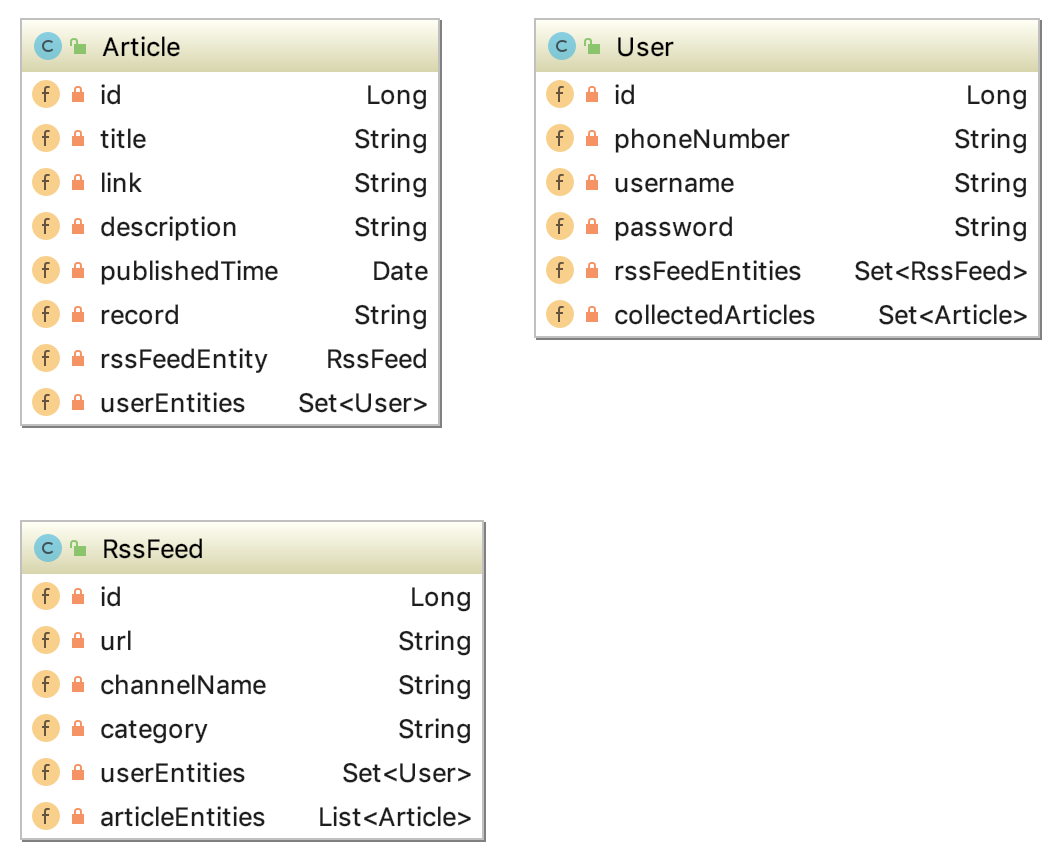 C Article
f id Long
f title String
f link String
f description String
f publishedTime Date
f record String
f rssFeedEntity RssFeed
f userEntities Set<User>
C User
f id Long
f phoneNumber String
f username String
f password String
f rssFeedEntities Set<RssFeed>
f collectedArticles Set<Article>
C RssFeed
f id Long
f url String
f channelName String
f category String
f userEntities Set<User>
f articleEntities List<Article>